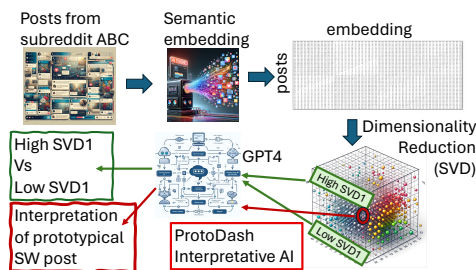 Posts from
subreddit ABC
Semantic
embedding
embedding
posts
Dimensionality
Reduction
(SVD)
High SVD1
Vs
Low SVD1
GPT4
High SVD1
Low SVD1
Interpretation
of prototypical
SW post
ProtoDash
Interpretative AI